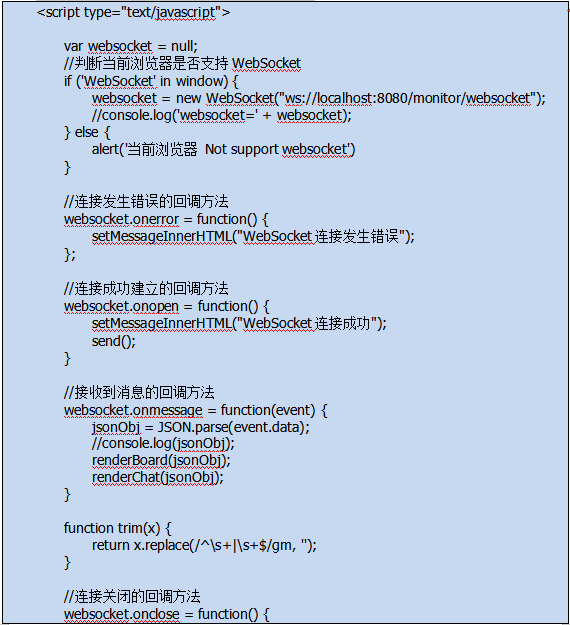 <script type="text/javascript">
var websocket = null;
//判断当前浏览器是否支持 WebSocket
if ('WebSocket' in window) {
websocket = new WebSocket("ws://localhost:8080/monitor/websocket");
//console.log('websocket=' + websocket);
} else {
alert('当前浏览器 Not support websocket')
}
//连接发生错误的回调方法
websocket.onerror = function() {
setMessageInnerHTML("WebSocket 连接发生错误");
};
//连接成功建立的回调方法
websocket.onopen = function() {
setMessageInnerHTML("WebSocket 连接成功");
send();
}
//接收到消息的回调方法
websocket.onmessage = function(event) {
jsonObj = JSON.parse(event.data);
//console.log(jsonObj);
renderBoard(jsonObj);
renderChat(jsonObj);
}
function trim(x) {
return x.replace(/^\s+|\s+$/gm, '');
}
//连接关闭的回调方法
websocket.onclose = function() {